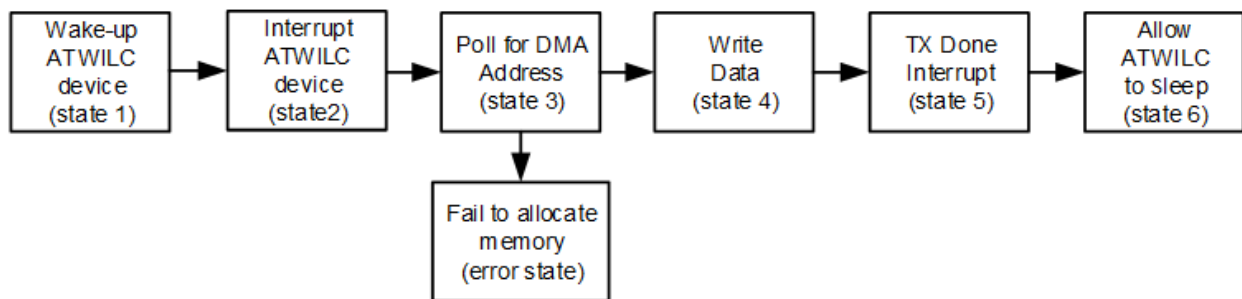 Wake-up
ATWILC
device
(state 1)
Interrupt
ATWILC
device
(state2)
Poll for DMA
Address
(state 3)
Write
Data
(state 4)
TX Done
Interrupt
(state 5)
Allow
ATWILC
to Sleep
(state 6)
Fail to allocate
memory
(error state)